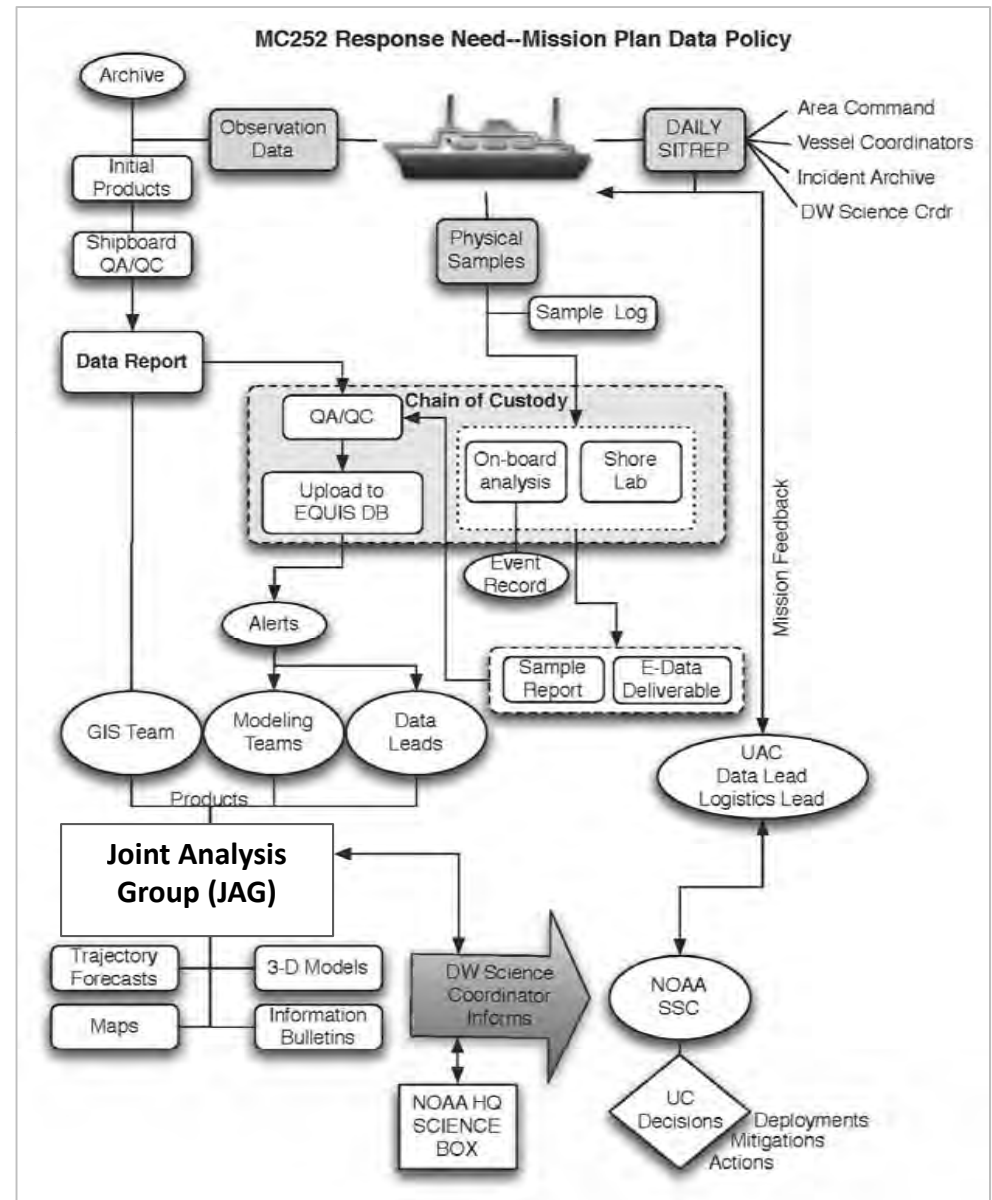 MC252 Response Need--Mission Plan Data Policy
Archive
Observation
Data
DAILY
SITREP
Area Command
Vessel Coordinators
Incident Archive
DW Science Crdr
Initial
Products
Shipboard
QA/QC
Physical
Samples
Sample Log
Data Report
Chain of Custody
QA/QC
On-board
analysis
Shore
Lab
Upload to
EQUIS DB
Event
Record
Mission Feedback
Alerts
Sample
Report
E-Data
Deliverable
GIS Team
Modeling
Teams
Data
Leads
UAC
Data Lead
Logistics Lead
Products
Joint Analysis
Group (JAG)
Trajectory
Forecasts
3-D Models
Maps
Information
Bulletins
DW Science
Coordinator
Informs
NOAA
SSC
NOAA HQ
SCIENCE
BOX
UC
Decisions
Deployments
Mitigations
Actions